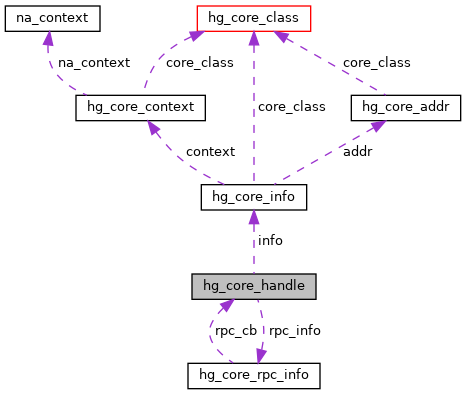 na_context
hg_core_class
na_context
core_class
core_class
hg_core_context
core_class
hg_core_addr
context
addr
hg_core_info
info
hg_core_handle
rpc_cb
rpc_info
hg_core_rpc_info